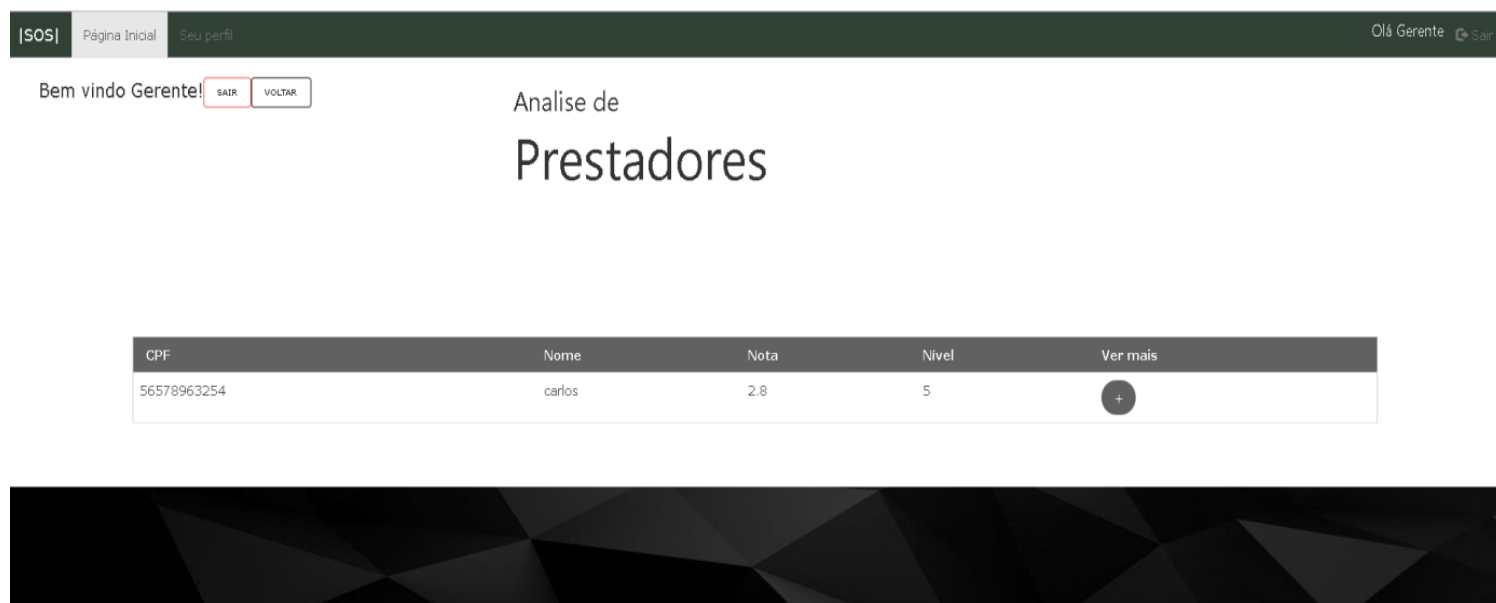 |SOS| Página Inicial Seu perfil Olá Gerente Sair
Bem vindo Gerente! SAIR VOLTAR
Analise de
Prestadores
CPF Nome Nota Nível Ver mais
56578963254 carlos 2.8 5 +